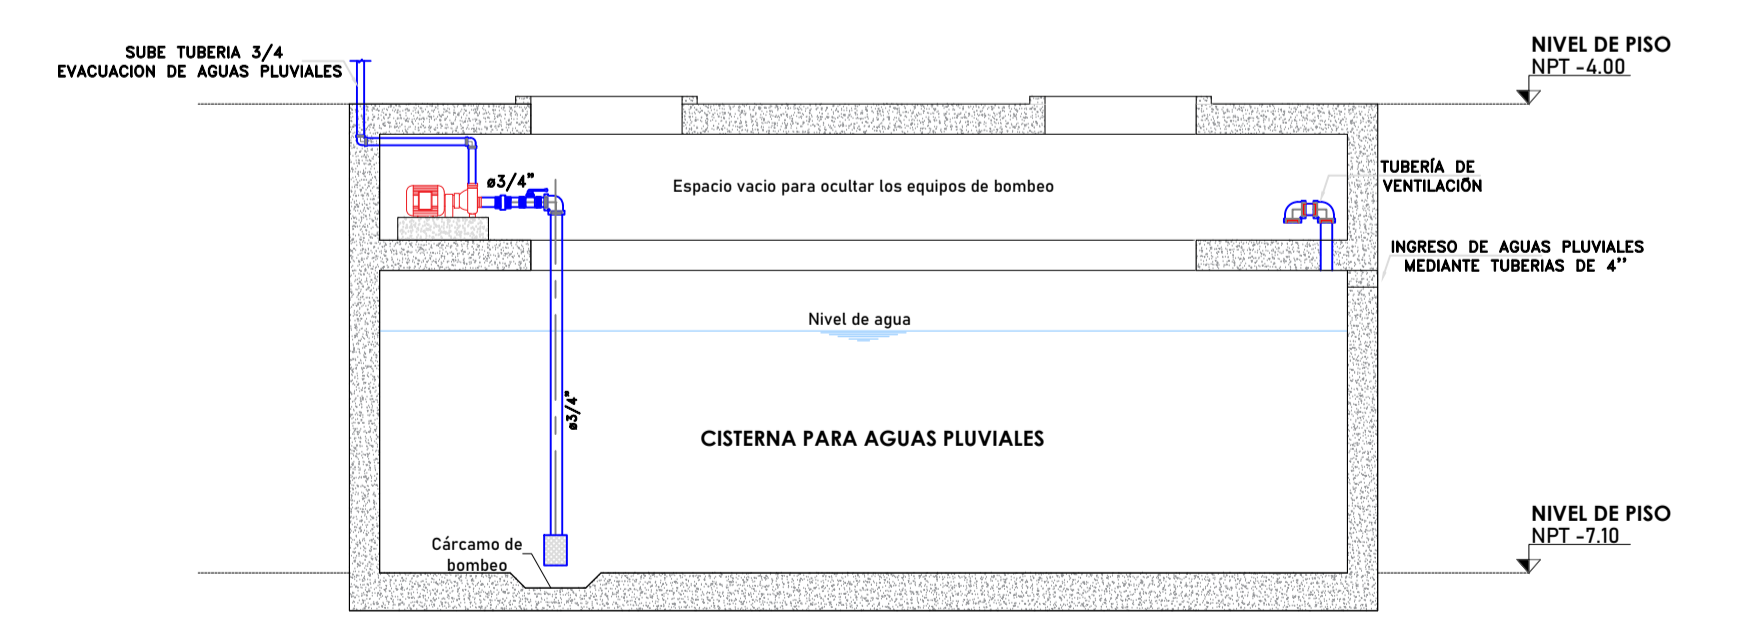 SUBE TUBERIA 3/4
EVACUACION DE AGUAS PLUVIALES
NIVEL DE PISO
NPT -4.00
ø3/4"
Espacio vacio para ocultar los equipos de bombeo
TUBERÍA DE
VENTILACIÓN
INGRESO DE AGUAS PLUVIALES
MEDIANTE TUBERIAS DE 4''
Nivel de agua
ø3/4"
CISTERNA PARA AGUAS PLUVIALES
Cárcamo de
bombeo
NIVEL DE PISO
NPT -7.10